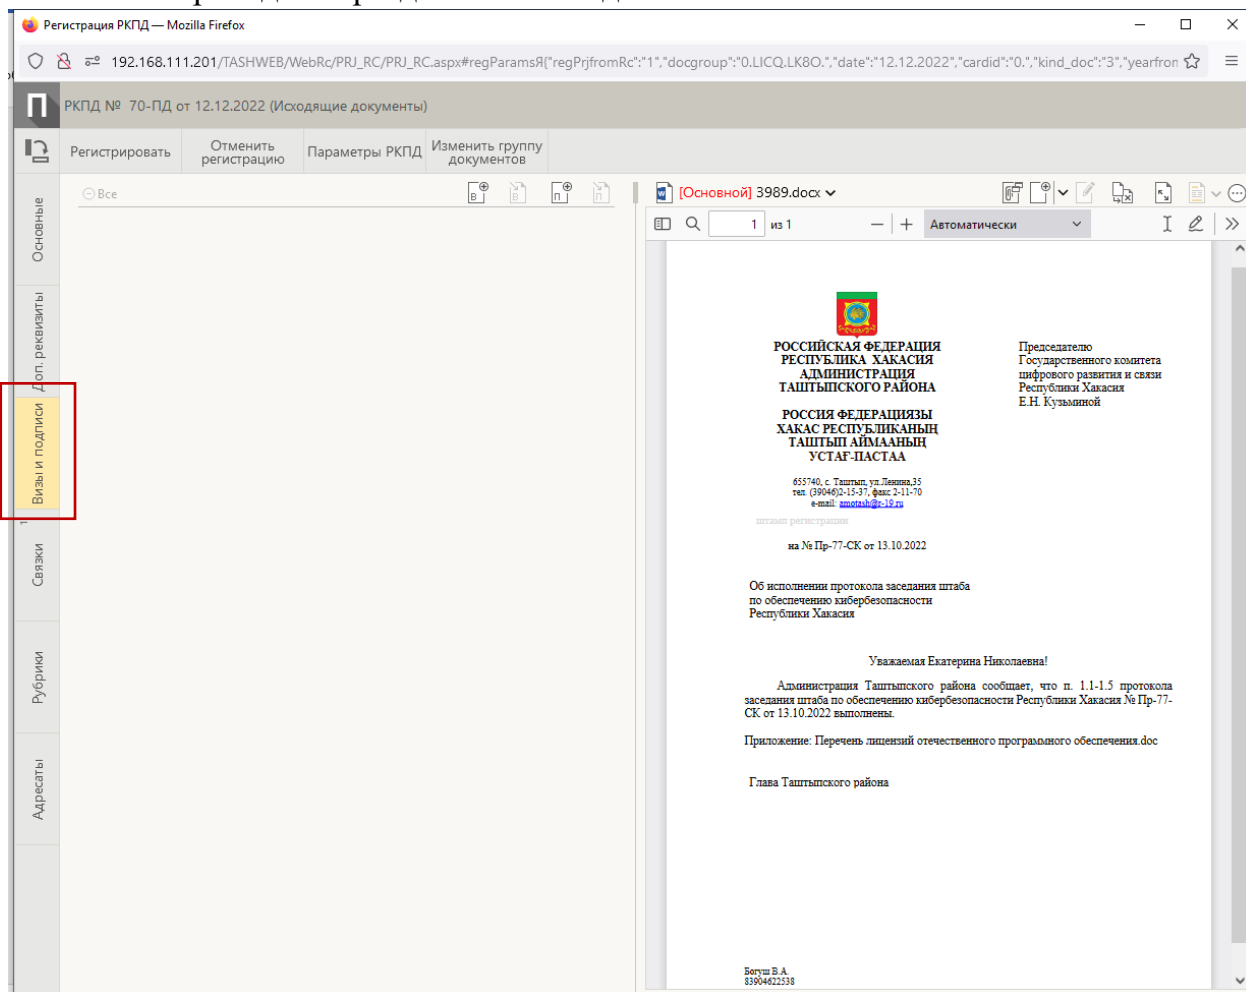 Регистрация РКПД — Mozilla Firefox
192.168.111.201/TASHWEB/WebRc/PRJ_RC/PRJ_RC.aspx#regParamsЯ{"regPrjfromRc":"1","docgroup":"0.LICQ.LK8O.","date":"12.12.2022","cardid":"0.","kind_doc":"3","yearfron
П РКПД № 70-ПД от 12.12.2022 (Исходящие документы)
Регистрировать
Отменить
регистрацию
Параметры РКПД
Изменить группу
документов
Основные
Доп. реквизиты
Визы и подписи
1
Связки
Рубрики
Адресаты
Все
В В П П
[Основной] 3989.docx
1 из 1
Автоматически
РОССИЙСКАЯ ФЕДЕРАЦИЯ
РЕСПУБЛИКА ХАКАСИЯ
АДМИНИСТРАЦИЯ
ТАШТЫПСКОГО РАЙОНА
РОССИЯ ФЕДЕРАЦИЯЗЫ
ХАКАС РЕСПУБЛИКАНЫҢ
ТАШТЫП АЙМААНЫҢ
УСТАҒ-ПАСТАА
655740, с. Таштып, ул.Ленина,35
тел. (39046)2-15-37, факс 2-11-70
e-mail: amotash@r-19.ru
штамп регистрации
на № Пр-77-СК от 13.10.2022
Председателю
Государственного комитета
цифрового развития и связи
Республики Хакасия
Е.Н. Кузьминой
Об исполнении протокола заседания штаба
по обеспечению кибербезопасности
Республики Хакасия
Уважаемая Екатерина Николаевна!
Администрация Таштыпского района сообщает, что п. 1.1-1.5 протокола
заседания штаба по обеспечению кибербезопасности Республики Хакасия № Пр-77-
СК от 13.10.2022 выполнены.
Приложение: Перечень лицензий отечественного программного обеспечения.doc
Глава Таштыпского района
Богуш В.А.
83904622538